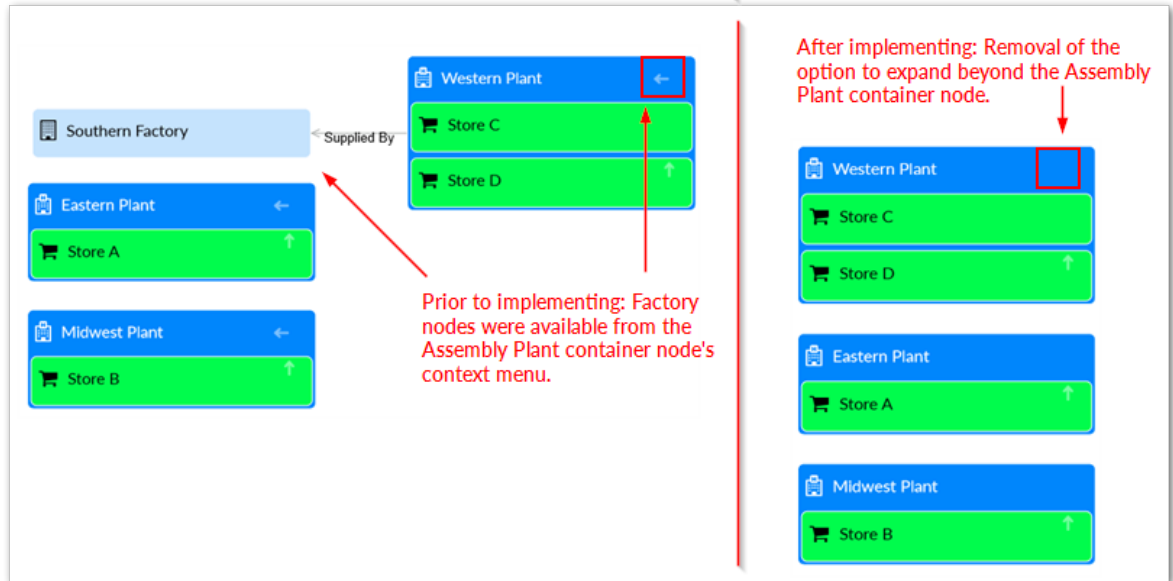 Western Plant
Southern Factory
Supplied By
Store C
Store D
Eastern Plant
Store A
Midwest Plant
Store B
Prior to implementing: Factory
nodes were available from the
Assembly Plant container node's
context menu.
After implementing: Removal of the
option to expand beyond the Assembly
Plant container node.
Western Plant
Store C
Store D
Eastern Plant
Store A
Midwest Plant
Store B